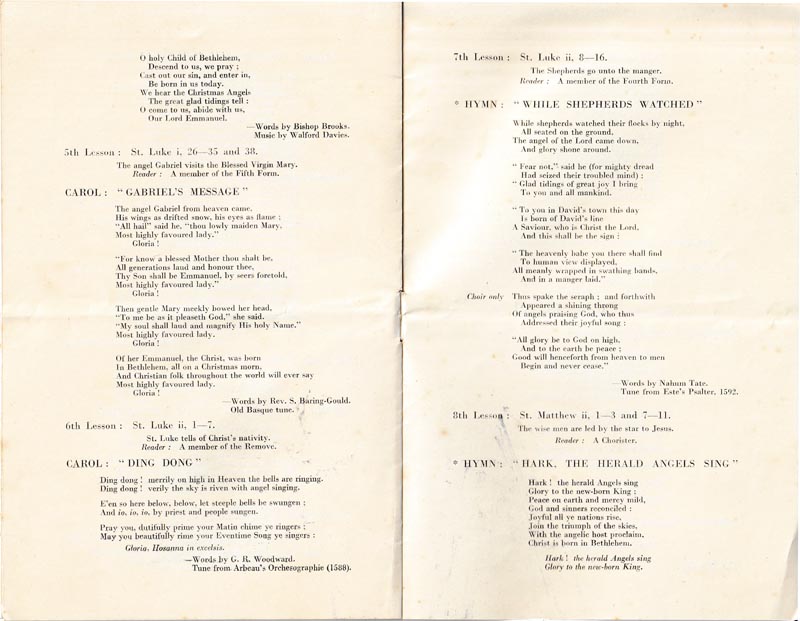 O holy Child of Bethlehem,
Descend to us, we pray ;
Cast out our sin, and enter in,
Be born in us today.
We hear the Christmas Angels
The great glad tidings tell :
O come to us, abide with us,
Our Lord Emmanuel.
—Words by Bishop Brooks.
Music by Walford Davies.
5th Lesson : St. Luke i, 26—35 and 38.
The angel Gabriel visits the Blessed Virgin Mary.
Reader : A member of the Fifth Form.
CAROL : " GABRIEL'S MESSAGE "
The angel Gabriel from heaven came,
His wings as drifted snow, his eyes as flame ;
"All hail" said he, "thou lowly maiden Mary,
Most highly favoured lady."
Gloria !
"For know a blessed Mother thou shalt be,
All generations laud and honour thee,
Thy Son shall be Emmanuel, by seers foretold,
Most highly favoured lady."
Gloria !
Then gentle Mary meekly bowed her head,
"To me be as it pleaseth God," she said.
"My soul shall laud and magnify His holy Name."
Most highly favoured lady.
Gloria !
Of her Emmanuel, the Christ, was born
In Bethlehem, all on a Christmas morn,
And Christian folk throughout the world will ever say
Most highly favoured lady.
Gloria !
—Words by Rev. S. Baring-Gould.
Old Basque tune.
6th Lesson : St. Luke ii, 1—7.
St. Luke tells of Christ's nativity.
Reader : A member of the Remove.
CAROL : " DING DONG "
Ding dong ! merrily on high in Heaven the bells are ringing.
Ding dong ! verily the sky is riven with angel singing.
E'en so here below, below, let steeple bells be swungen ;
And io, io, io, by priest and people sungen.
Pray you, dutifully prime your Matin chime ye ringers ;
May you beautifully rime your Eventime Song ye singers :
Gloria, Hosanna in excelsis.
—Words by G. R. Woodward.
Tune from Arbeau's Orchesographie (1588).
7th Lesson : St. Luke ii, 8—16.
The Shepherds go unto the manger.
Reader : A member of the Fourth Form.
* HYMN : " WHILE SHEPHERDS WATCHED "
While shepherds watched their flocks by night,
All seated on the ground,
The angel of the Lord came down,
And glory shone around.
" Fear not," said he (for mighty dread
Had seized their troubled mind) ;
" Glad tidings of great joy I bring
To you and all mankind.
" To you in David's town this day
Is born of David's line
A Saviour, who is Christ the Lord,
And this shall be the sign :
" The heavenly babe you there shall find
To human view displayed,
All meanly wrapped in swathing bands,
And in a manger laid."
Choir only Thus spake the seraph ; and forthwith
Appeared a shining throng
Of angels praising God, who thus
Addressed their joyful song :
"All glory be to God on high,
And to the earth be peace ;
Good will henceforth from heaven to men
Begin and never cease."
—Words by Nahum Tate.
Tune from Este's Psalter, 1592.
8th Lesson : St. Matthew ii, 1—3 and 7—11.
The wise men are led by the star to Jesus.
Reader : A Chorister.
* HYMN : "HARK, THE HERALD ANGELS SING "
Hark ! the herald Angels sing
Glory to the new-born King ;
Peace on earth and mercy mild,
God and sinners reconciled :
Joyful all ye nations rise,
Join the triumph of the skies,
With the angelic host proclaim,
Christ is born in Bethlehem.
Hark ! the herald Angels sing
Glory to the new-born King.